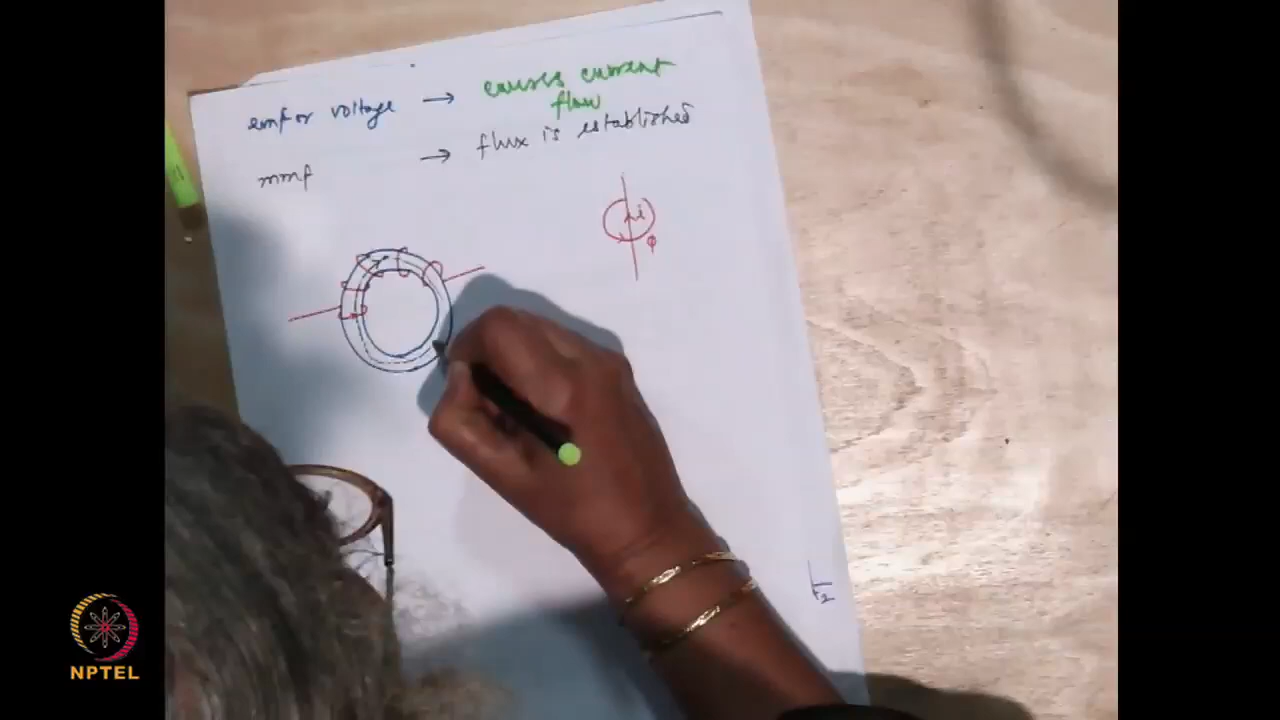 emf or voltage → causes current
flow
mmf → flux is established
i
φ
NPTEL